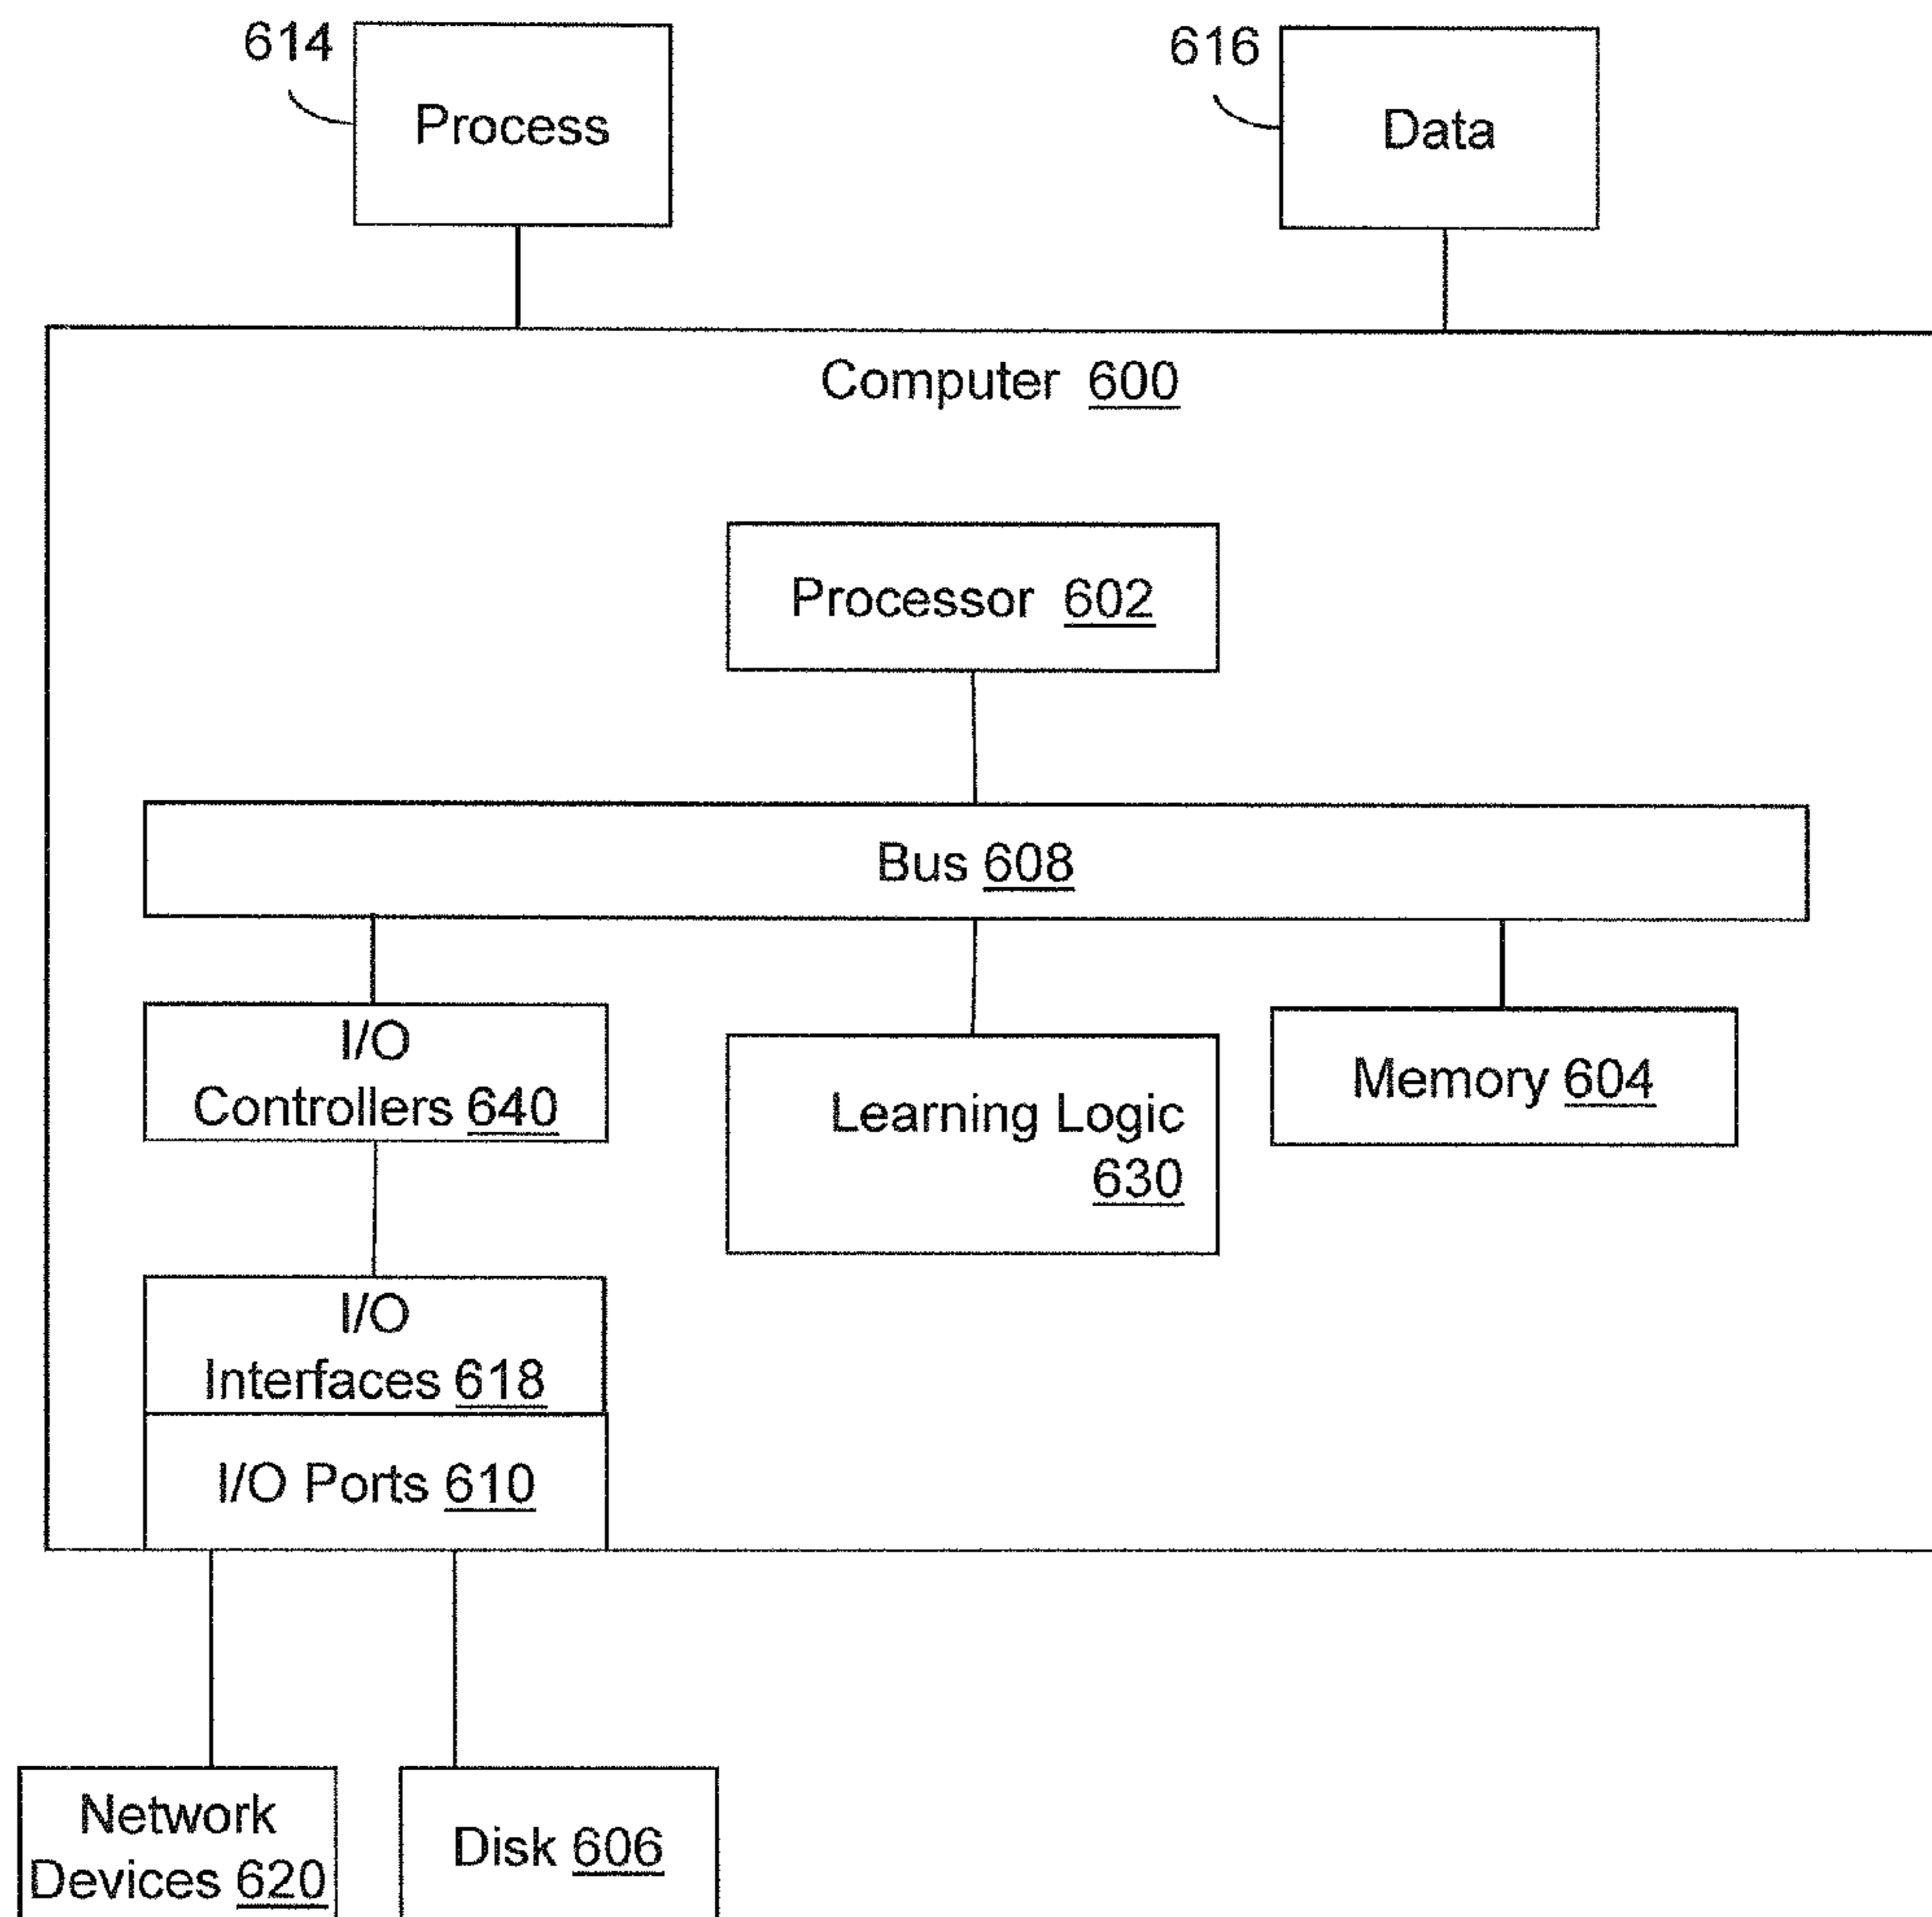 614
Process
616
Data
Computer 600
Processor 602
Bus 608
I/O
Controllers 640
Learning Logic
630
Memory 604
I/O
Interfaces 618
I/O Ports 610
Network
Devices 620
Disk 606